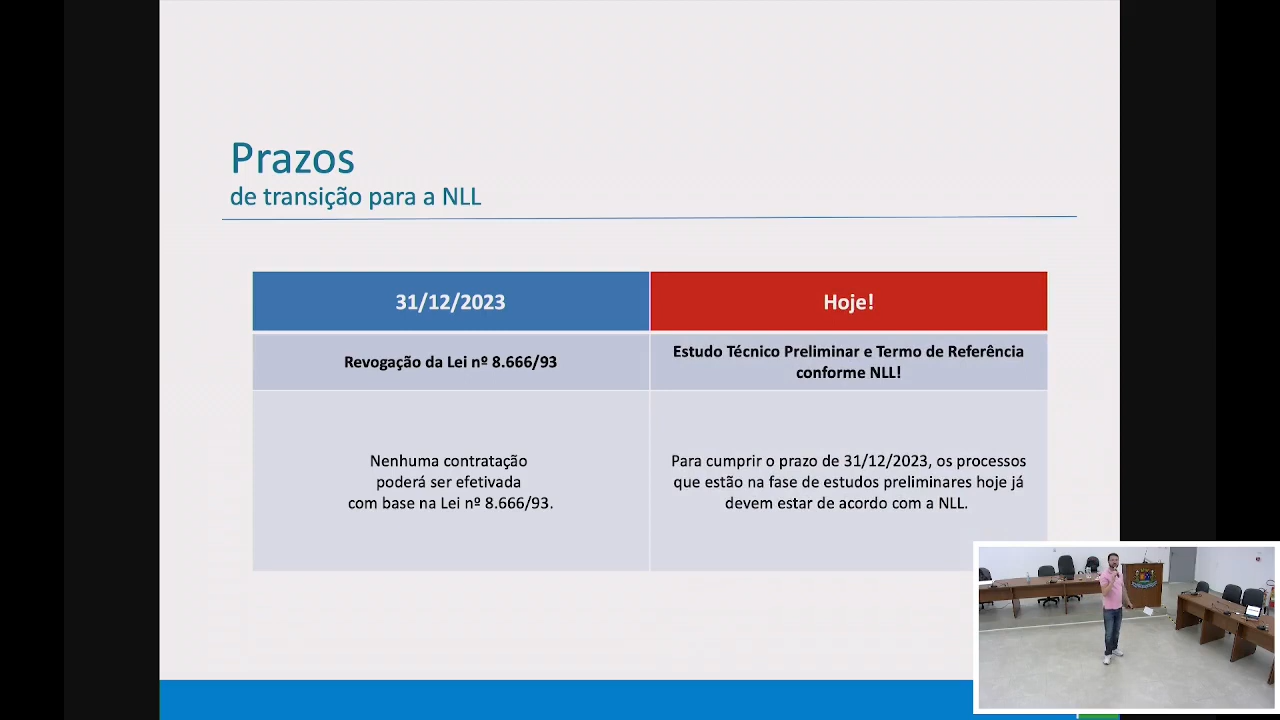 Prazos
de transição para a NLL
31/12/2023
Hoje!
Revogação da Lei nº 8.666/93
Estudo Técnico Preliminar e Termo de Referência
conforme NLL!
Nenhuma contratação
poderá ser efetivada
com base na Lei nº 8.666/93.
Para cumprir o prazo de 31/12/2023, os processos
que estão na fase de estudos preliminares hoje já
devem estar de acordo com a NLL.